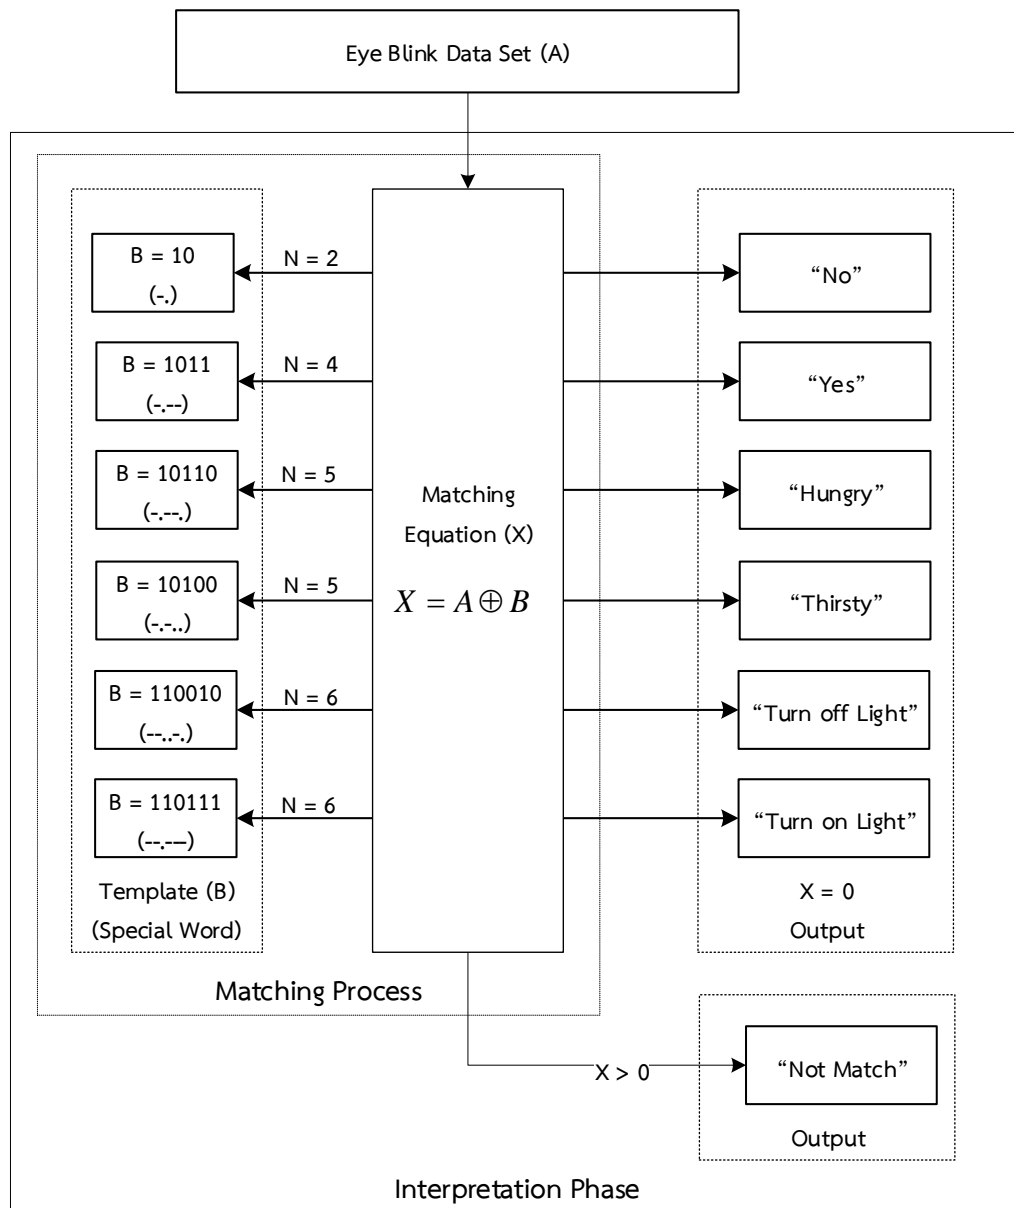 Eye Blink Data Set (A)
B = 10
(-.)
N = 2
“No”
B = 1011
(-.--)
N = 4
“Yes”
B = 10110
(-.--.)
N = 5
“Hungry”
Matching
Equation (X)
X = A ⊕ B
B = 10100
(-.-..)
N = 5
“Thirsty”
B = 110010
(--..-.)
N = 6
“Turn off Light”
B = 110111
(--.---)
N = 6
“Turn on Light”
Template (B)
(Special Word)
X = 0
Output
Matching Process
X > 0
“Not Match”
Output
Interpretation Phase